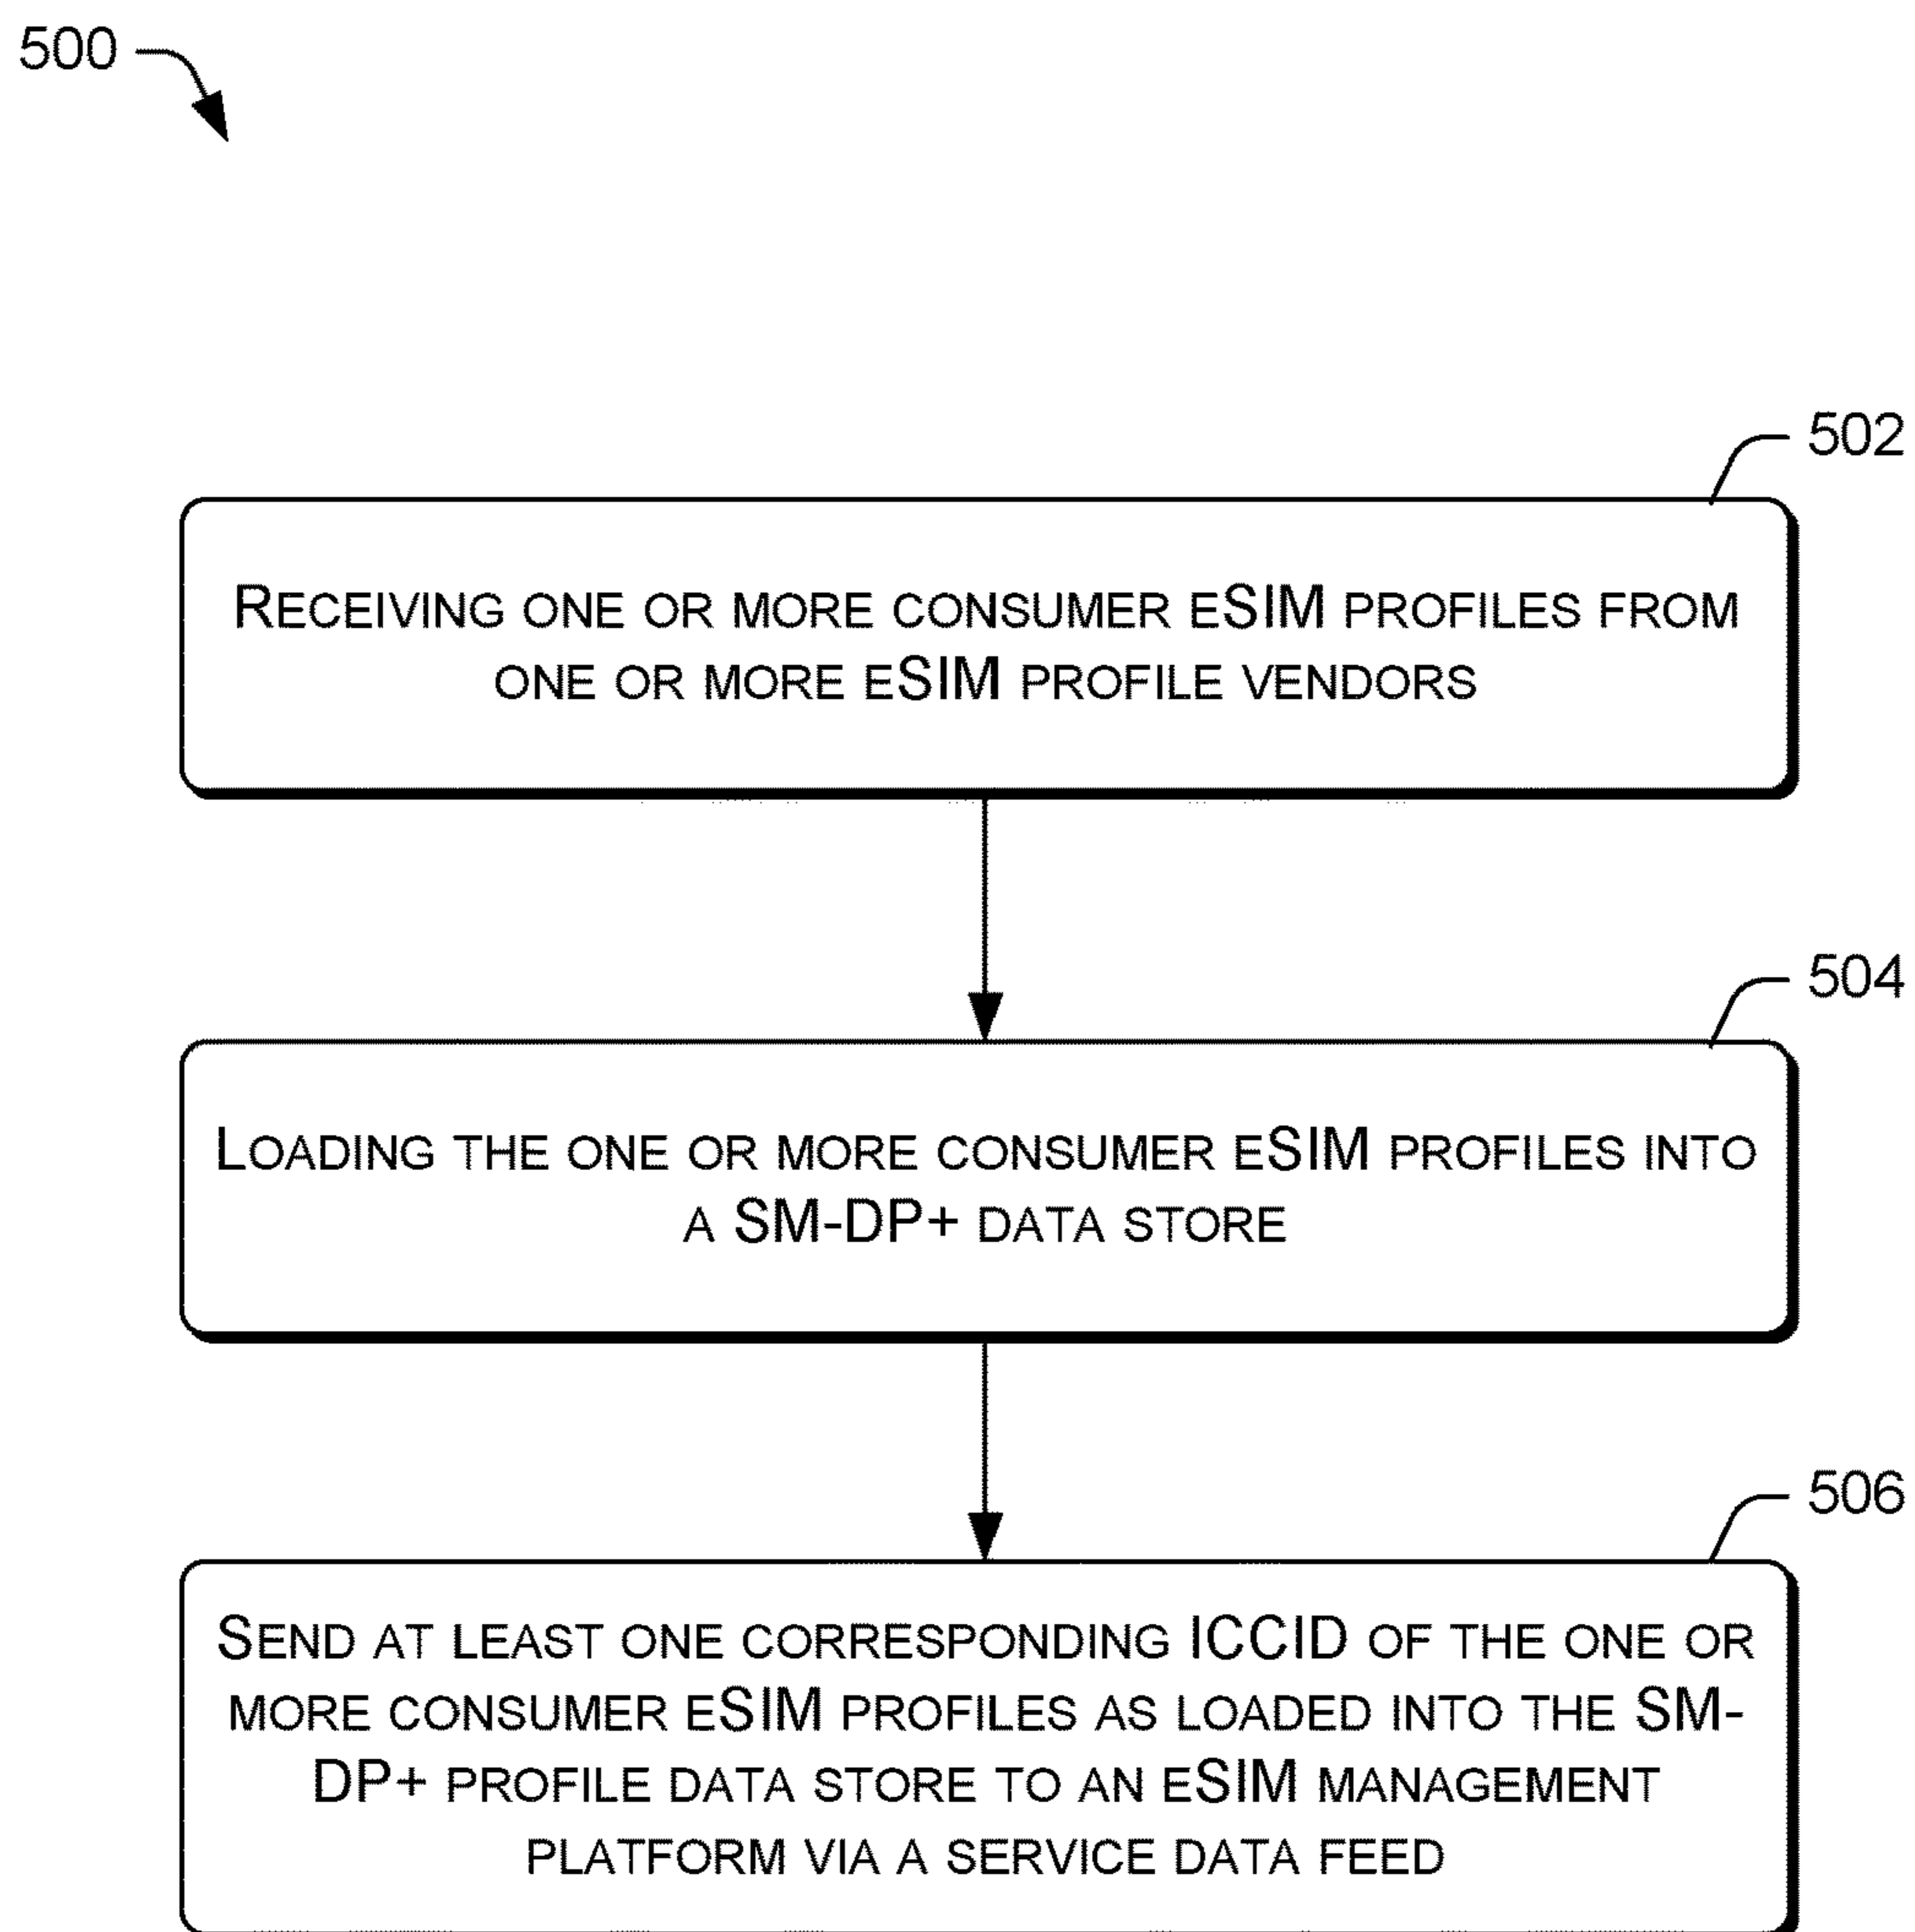 500
502
RECEIVING ONE OR MORE CONSUMER ESIM PROFILES FROM
ONE OR MORE ESIM PROFILE VENDORS
504
LOADING THE ONE OR MORE CONSUMER ESIM PROFILES INTO
A SM-DP+ DATA STORE
506
SEND AT LEAST ONE CORRESPONDING ICCID OF THE ONE OR
MORE CONSUMER ESIM PROFILES AS LOADED INTO THE SM-
DP+ PROFILE DATA STORE TO AN ESIM MANAGEMENT
PLATFORM VIA A SERVICE DATA FEED